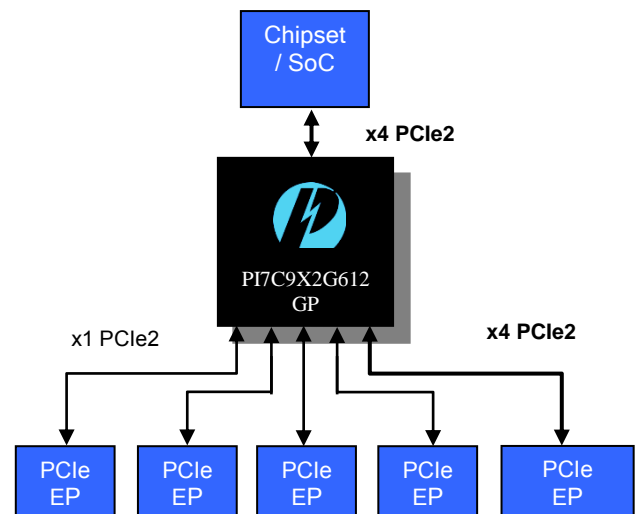 Chipset
/ SoC
x4 PCIe2
PI7C9X2G612
GP
x1 PCIe2
x4 PCIe2
PCIe
EP
PCIe
EP
PCIe
EP
PCIe
EP
PCIe
EP